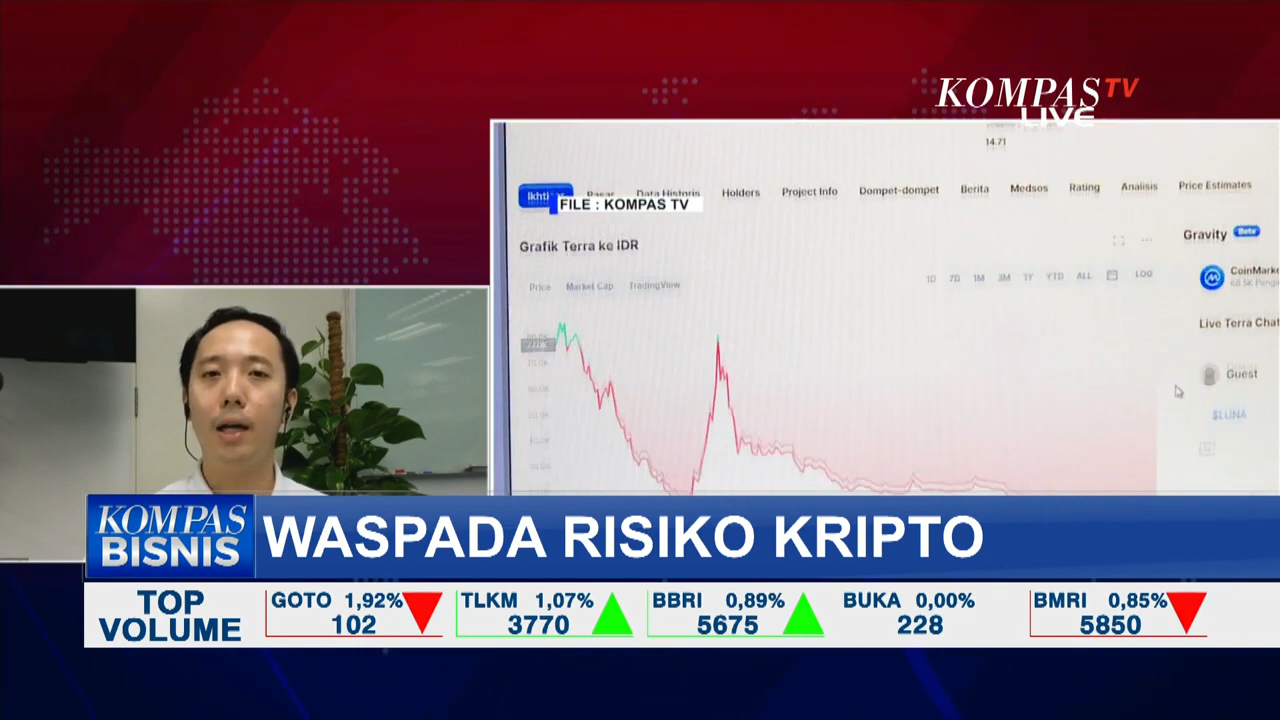 KOMPAS TV
LIVE
14.71
Data Historis Holders Project Info Dompet-dompet Berita Medsos Rating Analisis Price Estimates
FILE : KOMPAS TV
Grafik Terra ke IDR
Gravity Beta
Price Market Cap TradingView
1D 7D 1M 3M 1Y YTD ALL LOG
Live Terra Chat
Guest
$LUNA
KOMPAS
BISNIS
WASPADA RISIKO KRIPTO
TOP
VOLUME
GOTO 1,92%
102
TLKM 1,07%
3770
BBRI 0,89%
5675
BUKA 0,00%
228
BMRI 0,85%
5850